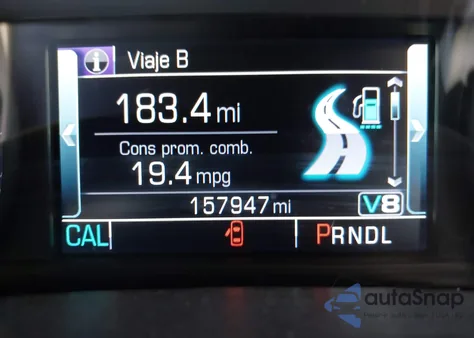 Viaje B
183.4 mi
Cons prom. comb.
19.4 mpg
157947 mi
V8
CAL
PRNDL
autoSnap